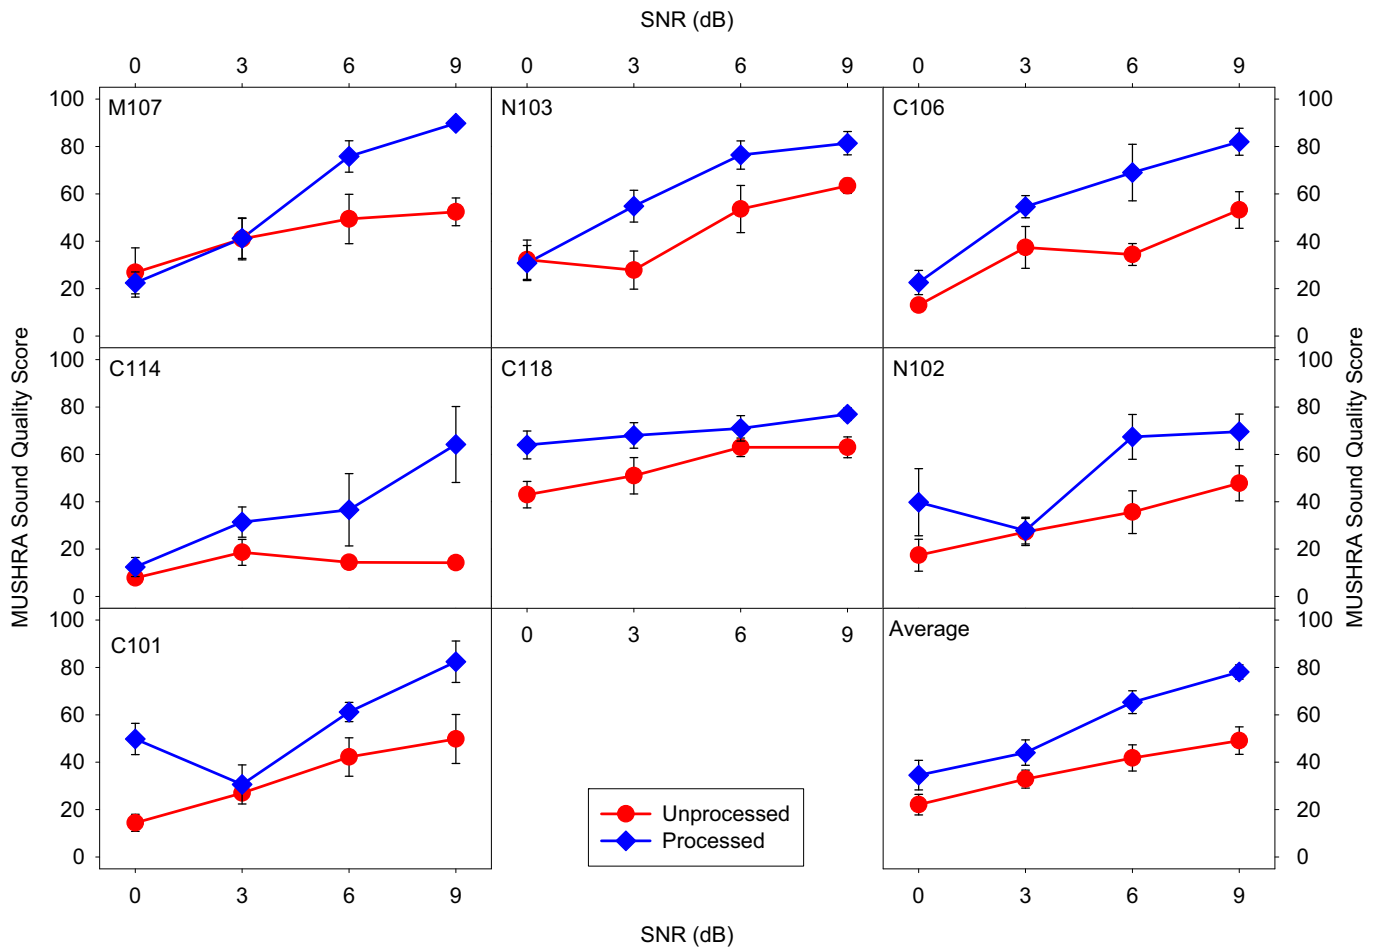 SNR (dB)
0 3 6 9 0 3 6 9 0 3 6 9
M107 N103 C106
100 100
80 80
60 60
40 40
20 20
0 0
MUSHRA Sound Quality Score
MUSHRA Sound Quality Score
C114 C118 N102
100 100
80 80
60 60
40 40
20 20
0 0
C101 0 3 6 9 Average
100 100
80 80
60 60
40 40
20 20
0 0
Unprocessed
Processed
0 3 6 9 0 3 6 9
SNR (dB)